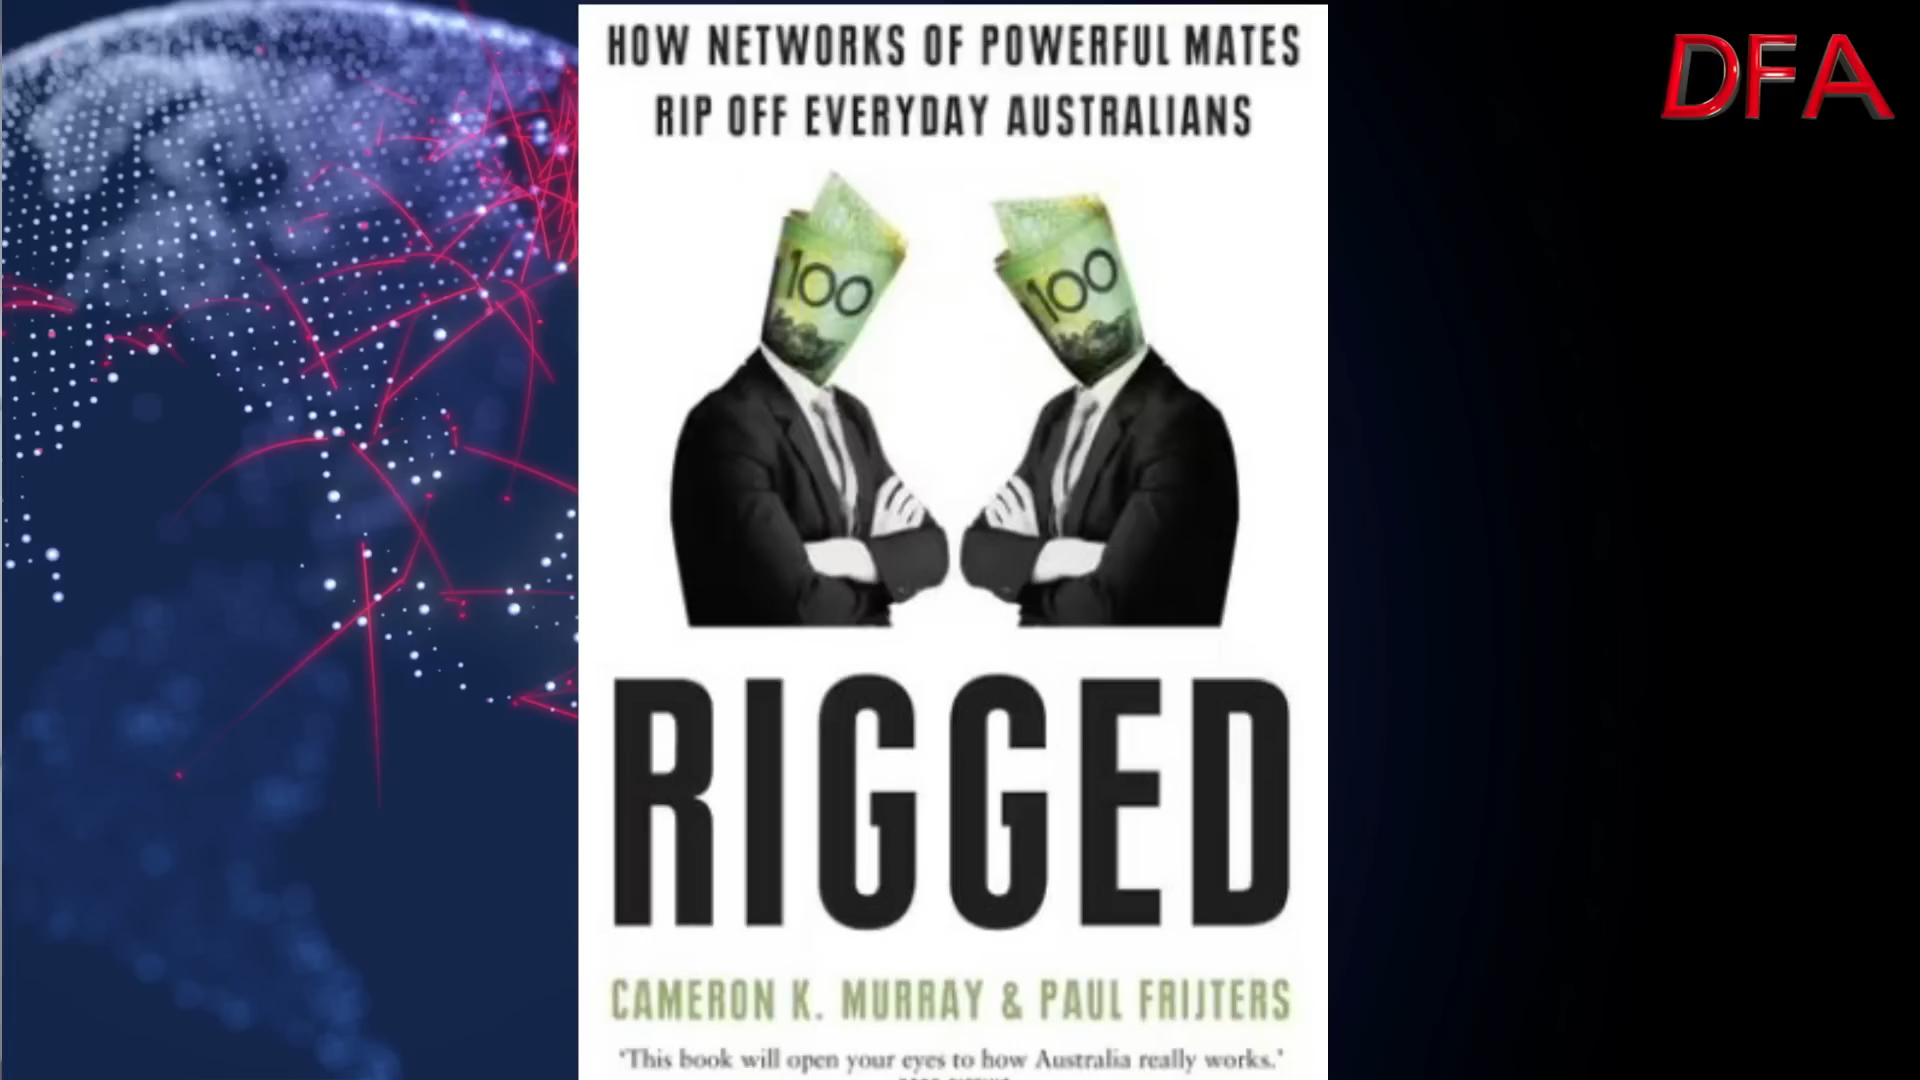 HOW NETWORKS OF POWERFUL MATES
RIP OFF EVERYDAY AUSTRALIANS
DFA
100
100
RIGGED
CAMERON K. MURRAY & PAUL FRIJTERS
'This book will open your eyes to how Australia really works.'